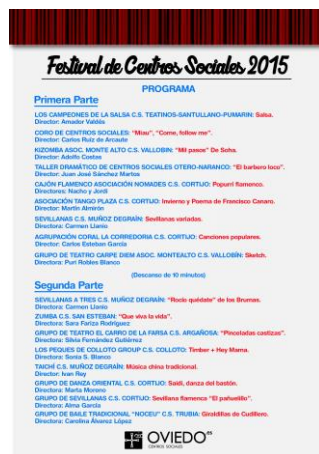 Festival de Centros Sociales 2015
PROGRAMA
Primera Parte
LOS CAMPEONES DE LA SALSA C.S. TEATINOS-SANTULLANO-PUMARIN: Salsa.
Director: Amador Valdés
CORO DE CENTROS SOCIALES: "Miau", "Come, follow me".
Director: Carlos Ruiz de Arcaute
KIZOMBA ASOC. MONTE ALTO C.S. VALLOBIN: "Mil pasos" De Soha.
Director: Adolfo Costas
TALLER DRAMÁTICO DE CENTROS SOCIALES OTERO-NARANCO: "El barbero loco".
Director: Juan José Sánchez Martos
CAJÓN FLAMENCO ASOCIACIÓN NOMADES C.S. CORTIJO: Popurrí flamenco.
Directores: Nacho y Jordi
ASOCIACIÓN TANGO PLAZA C.S. CORTIJO: Invierno y Poema de Francisco Canaro.
Director: Martín Almirón
SEVILLANAS C.S. MUÑOZ DEGRAÍN: Sevillanas variadas.
Directora: Carmen Llanio
AGRUPACIÓN CORAL LA CORREDORIA C.S. CORTIJO: Canciones populares.
Director: Carlos Esteban García
GRUPO DE TEATRO CARPE DIEM ASOC. MONTEALTO C.S. VALLOBÍN: Sketch.
Directora: Puri Robles Blanco
(Descanso de 10 minutos)
Segunda Parte
SEVILLANAS A TRES C.S. MUÑOZ DEGRAÍN: "Rocío quédate" de los Brumas.
Directora: Carmen Llanio
ZUMBA C.S. SAN ESTEBAN: "Que viva la vida".
Directora: Sara Fariza Rodríguez
GRUPO DE TEATRO EL CARRO DE LA FARSA C.S. ARGAÑOSA: "Pinceladas castizas".
Directora: Silvia Fernández Gutiérrez
LOS PEQUES DE COLLOTO GROUP C.S. COLLOTO: Timber + Hey Mama.
Directora: Sonia S. Blanco
TAICHÍ C.S. MUÑOZ DEGRAÍN: Música china tradicional.
Director: Ivan Rey
GRUPO DE DANZA ORIENTAL C.S. CORTIJO: Saidi, danza del bastón.
Directora: Marta Moreno
GRUPO DE SEVILLANAS C.S. CORTIJO: Sevillana flamenca "El pañuelillo".
Directora: Alma García
GRUPO DE BAILE TRADICIONAL "NOCEU" C.S. TRUBIA: Giraldillas de Cudillero.
Directora: Carolina Álvarez López
OVIEDO.es
CENTROS SOCIALES